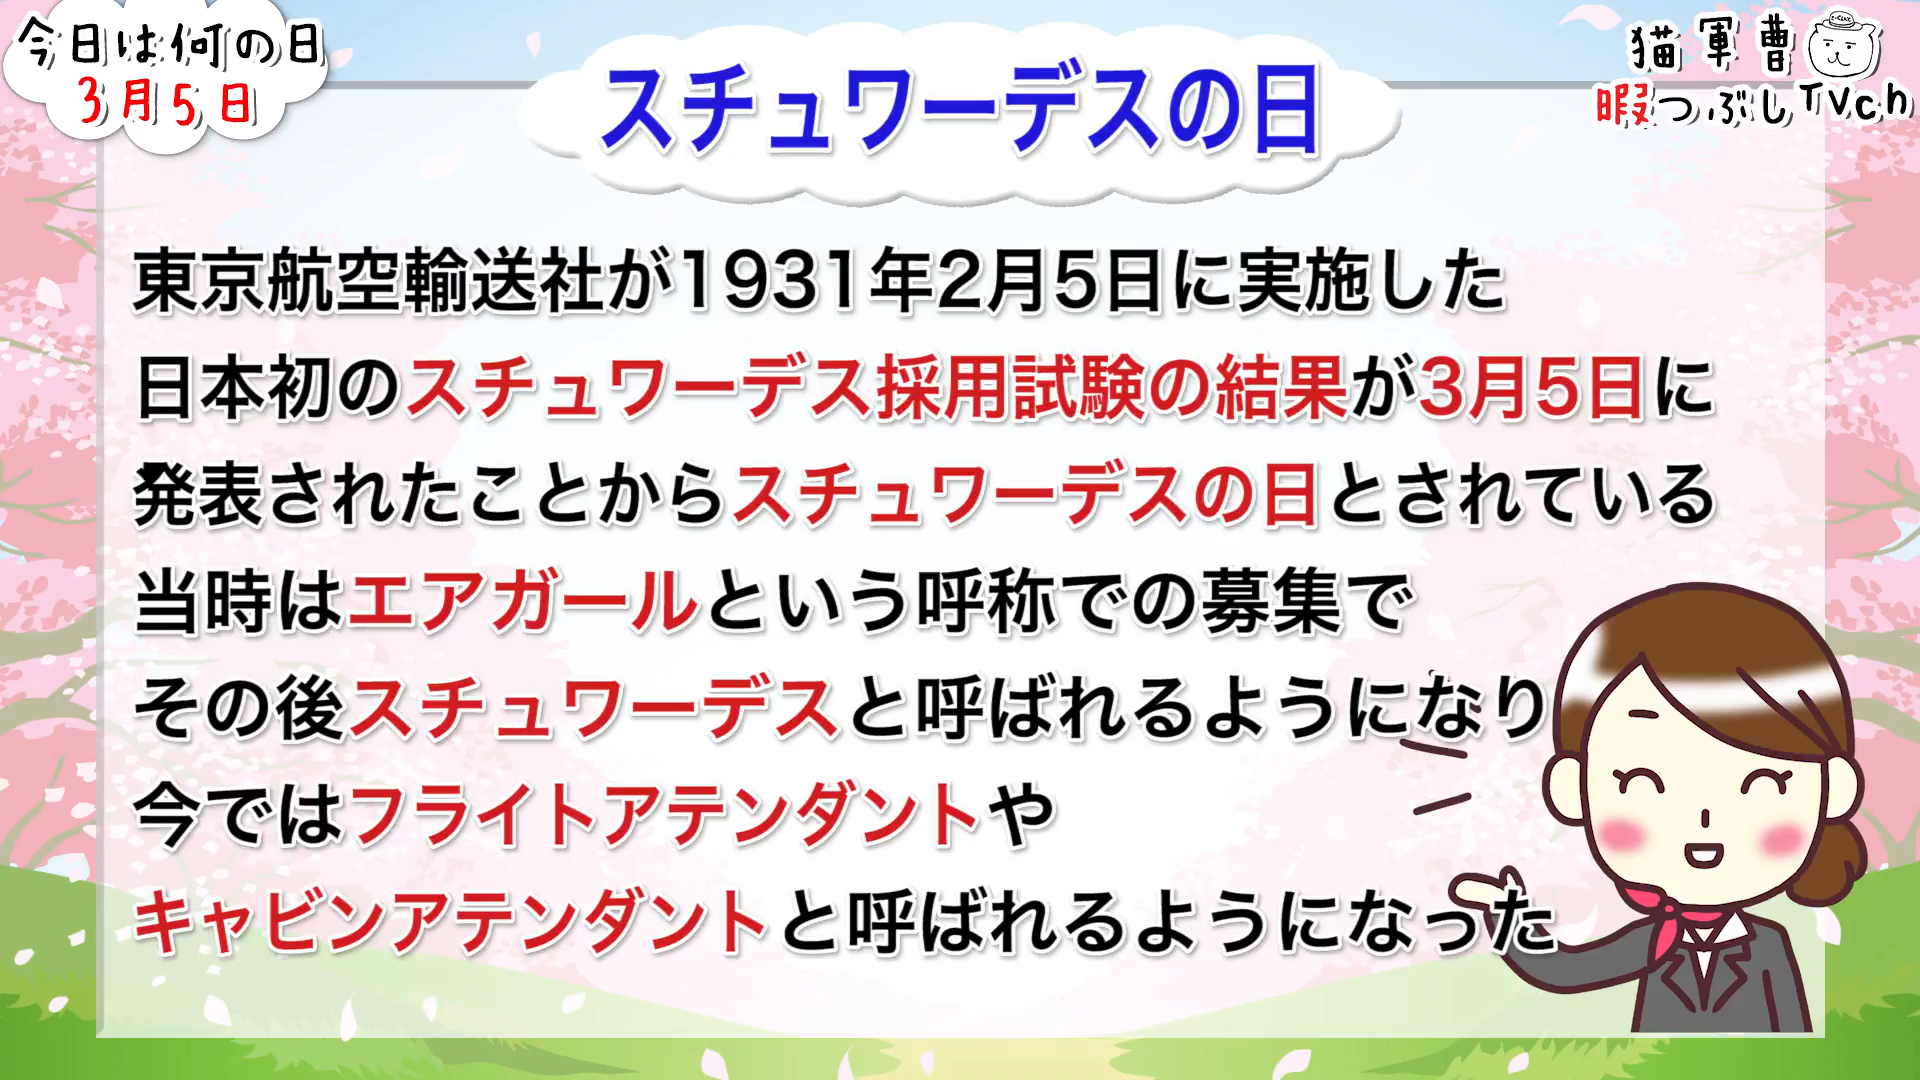 今日は何の日
3月5日
スチュワーデスの日
猫軍曹
暇つぶしTVch
東京航空輸送社が1931年2月5日に実施した
日本初のスチュワーデス採用試験の結果が3月5日に
発表されたことからスチュワーデスの日とされている
当時はエアガールという呼称での募集で
その後スチュワーデスと呼ばれるようになり
今ではフライトアテンダントや
キャビンアテンダントと呼ばれるようになった